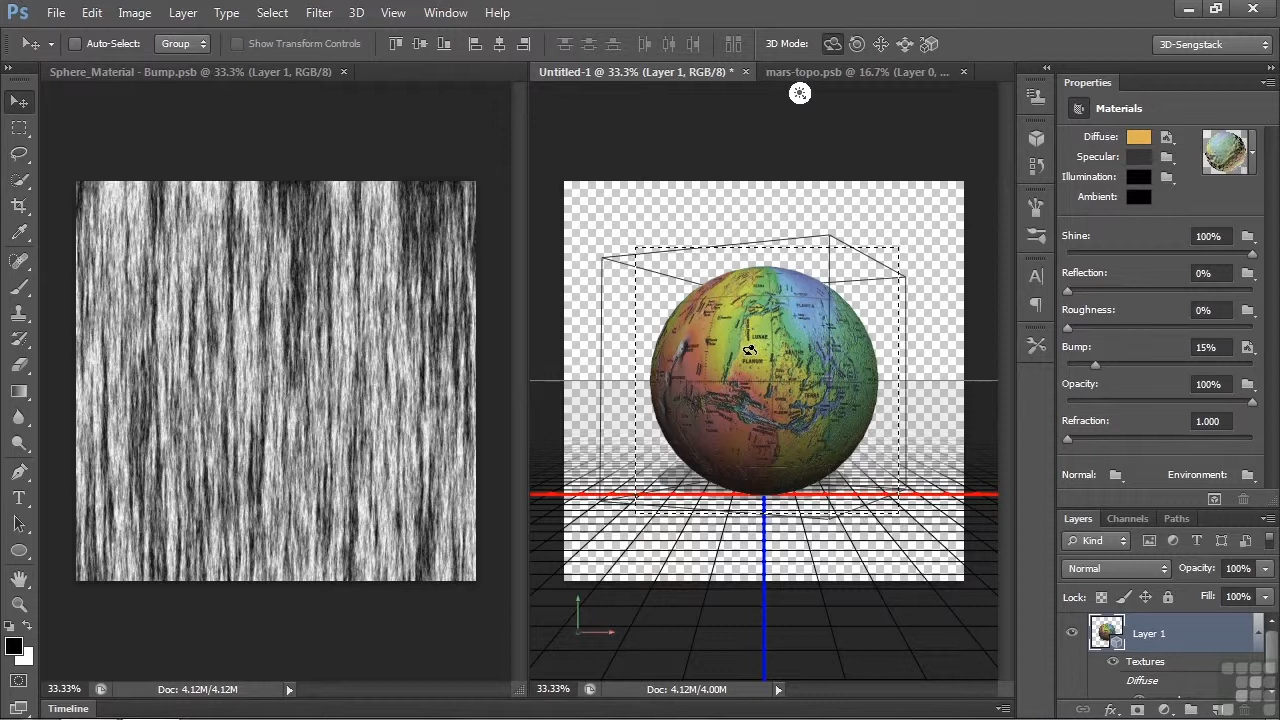 Ps File Edit Image Layer Type Select Filter 3D View Window Help
Auto-Select: Group Show Transform Controls 3D Mode: 3D-Sengstack
Sphere_Material - Bump.psb @ 33.3% (Layer 1, RGB/8) × Untitled-1 @ 33.3% (Layer 1, RGB/8) * × mars-topo.psb @ 16.7% (Layer 0, ... ×
Properties
Materials
Diffuse:
Specular:
Illumination:
Ambient:
Shine: 100%
Reflection: 0%
Roughness: 0%
Bump: 15%
Opacity: 100%
Refraction: 1.000
Normal: Environment:
LUNAE
PLANUM
Layers Channels Paths
Kind
Normal Opacity: 100%
Lock: Fill: 100%
Layer 1
Textures
Diffuse
33.33% Doc: 4.12M/4.12M 33.33% Doc: 4.12M/4.00M
Timeline